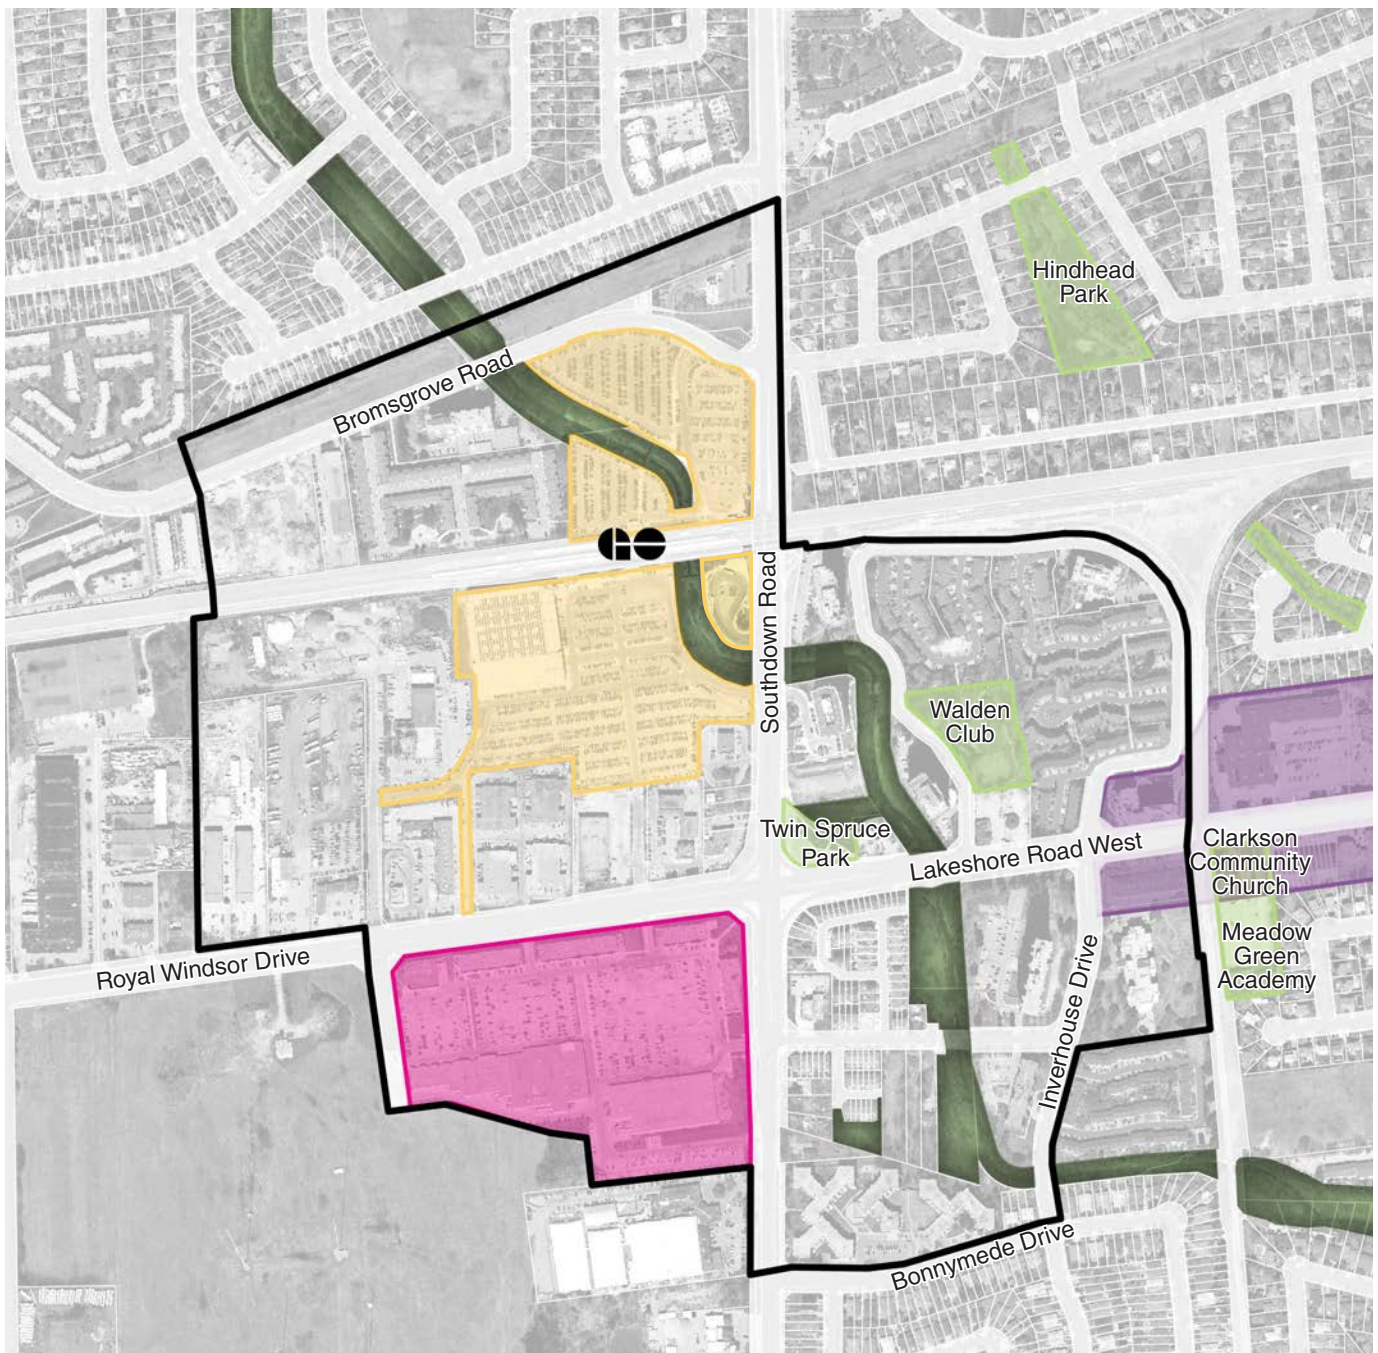 Hindhead
Park
Bromsgrove Road
GO
Southdown Road
Walden
Club
Twin Spruce
Park
Lakeshore Road West
Clarkson
Community
Church
Meadow
Green
Academy
Royal Windsor Drive
Inverhouse Drive
Bonnymede Drive